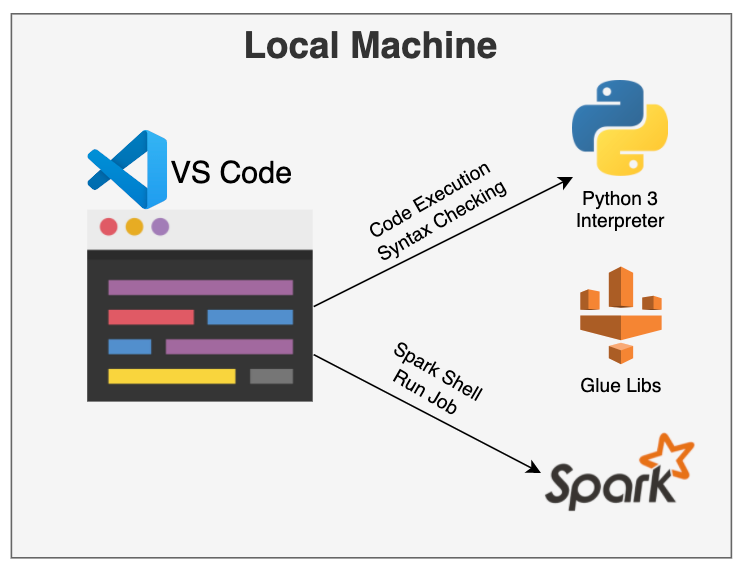 Local Machine
VS Code
Code Execution
Syntax Checking
Python 3
Interpreter
Glue Libs
Spark Shell
Run Job
Spark